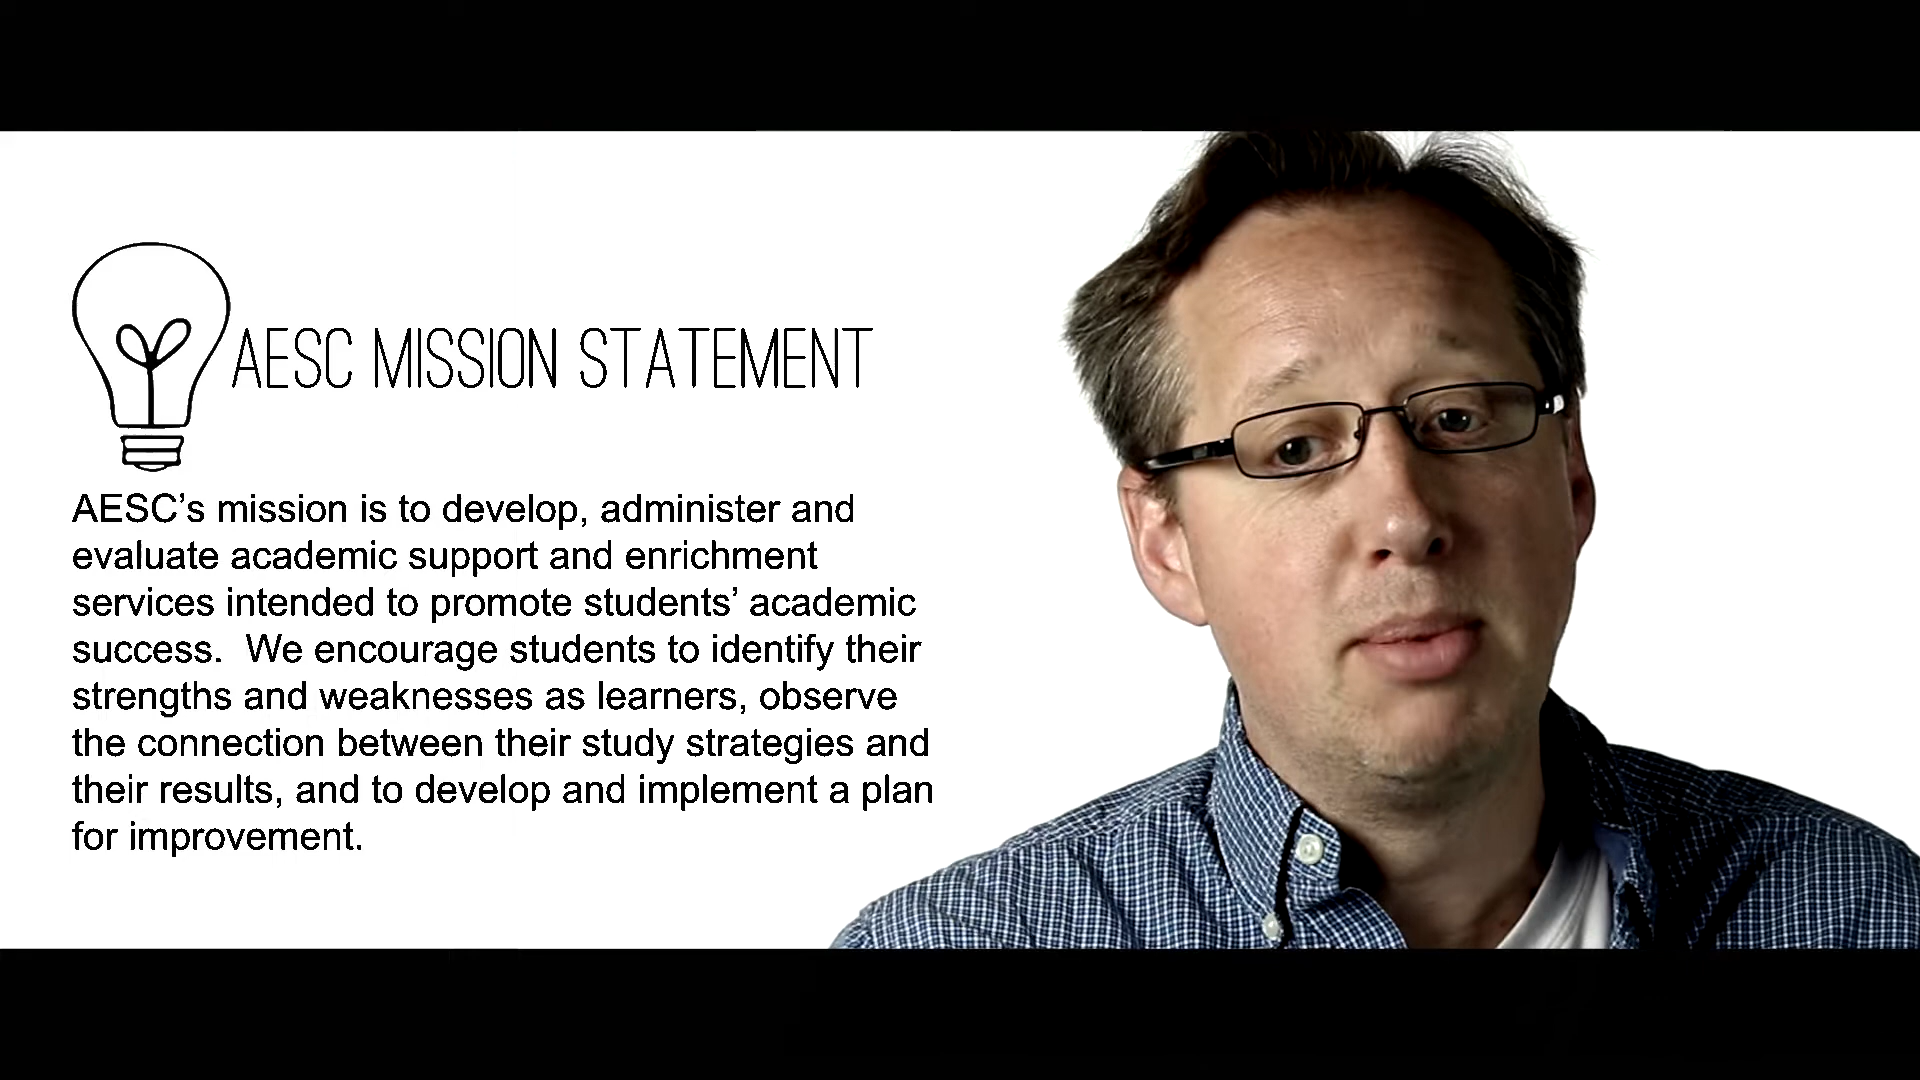 AESC MISSION STATEMENT
AESC’s mission is to develop, administer and
evaluate academic support and enrichment
services intended to promote students’ academic
success.  We encourage students to identify their
strengths and weaknesses as learners, observe
the connection between their study strategies and
their results, and to develop and implement a plan
for improvement.